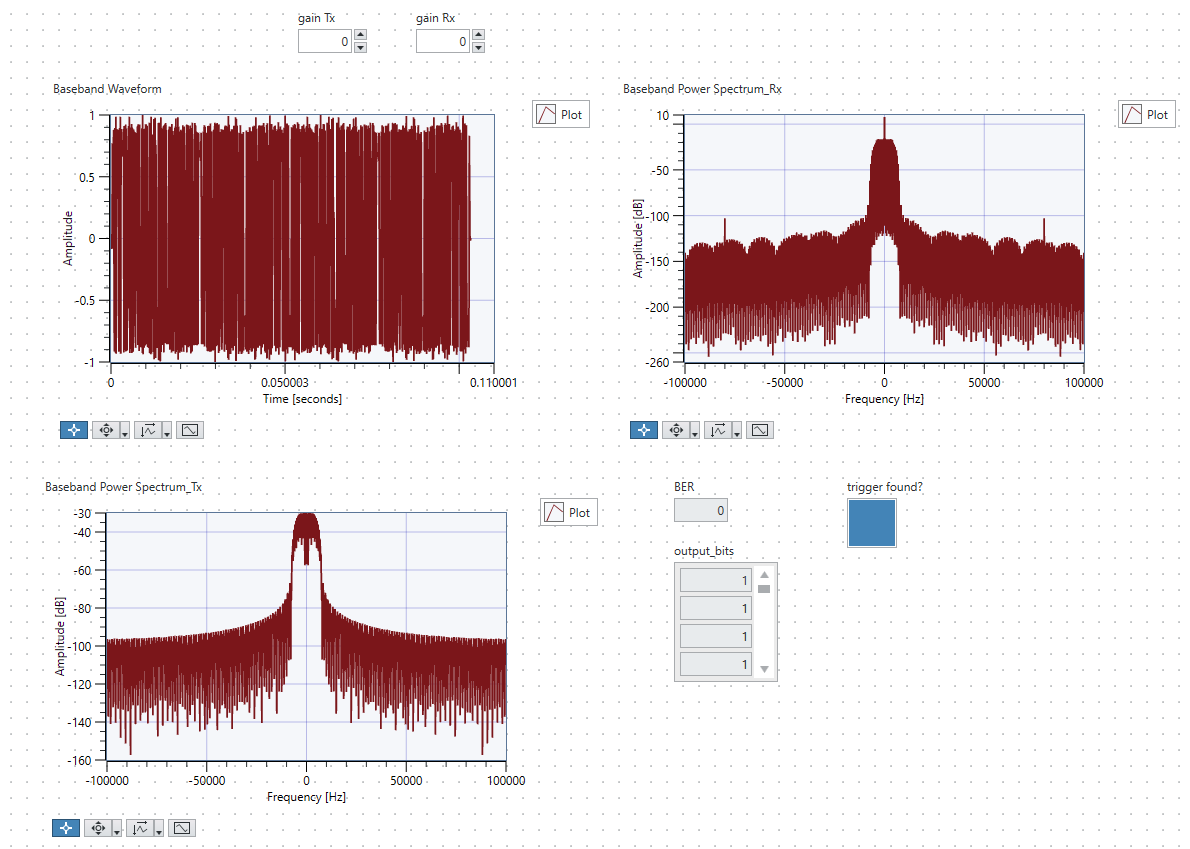 gain Tx
gain Rx
0
0
Baseband Waveform
Plot
1
0.5
0
-0.5
-1
Amplitude
0
0.050003
0.110001
Time [seconds]
Baseband Power Spectrum_Rx
Plot
10
-50
-100
-150
-200
-260
Amplitude [dB]
-100000
-50000
0
50000
100000
Frequency [Hz]
Baseband Power Spectrum_Tx
Plot
-30
-40
-60
-80
-100
-120
-140
-160
Amplitude [dB]
-100000
-50000
0
50000
100000
Frequency [Hz]
BER
0
trigger found?
output_bits
1
1
1
1